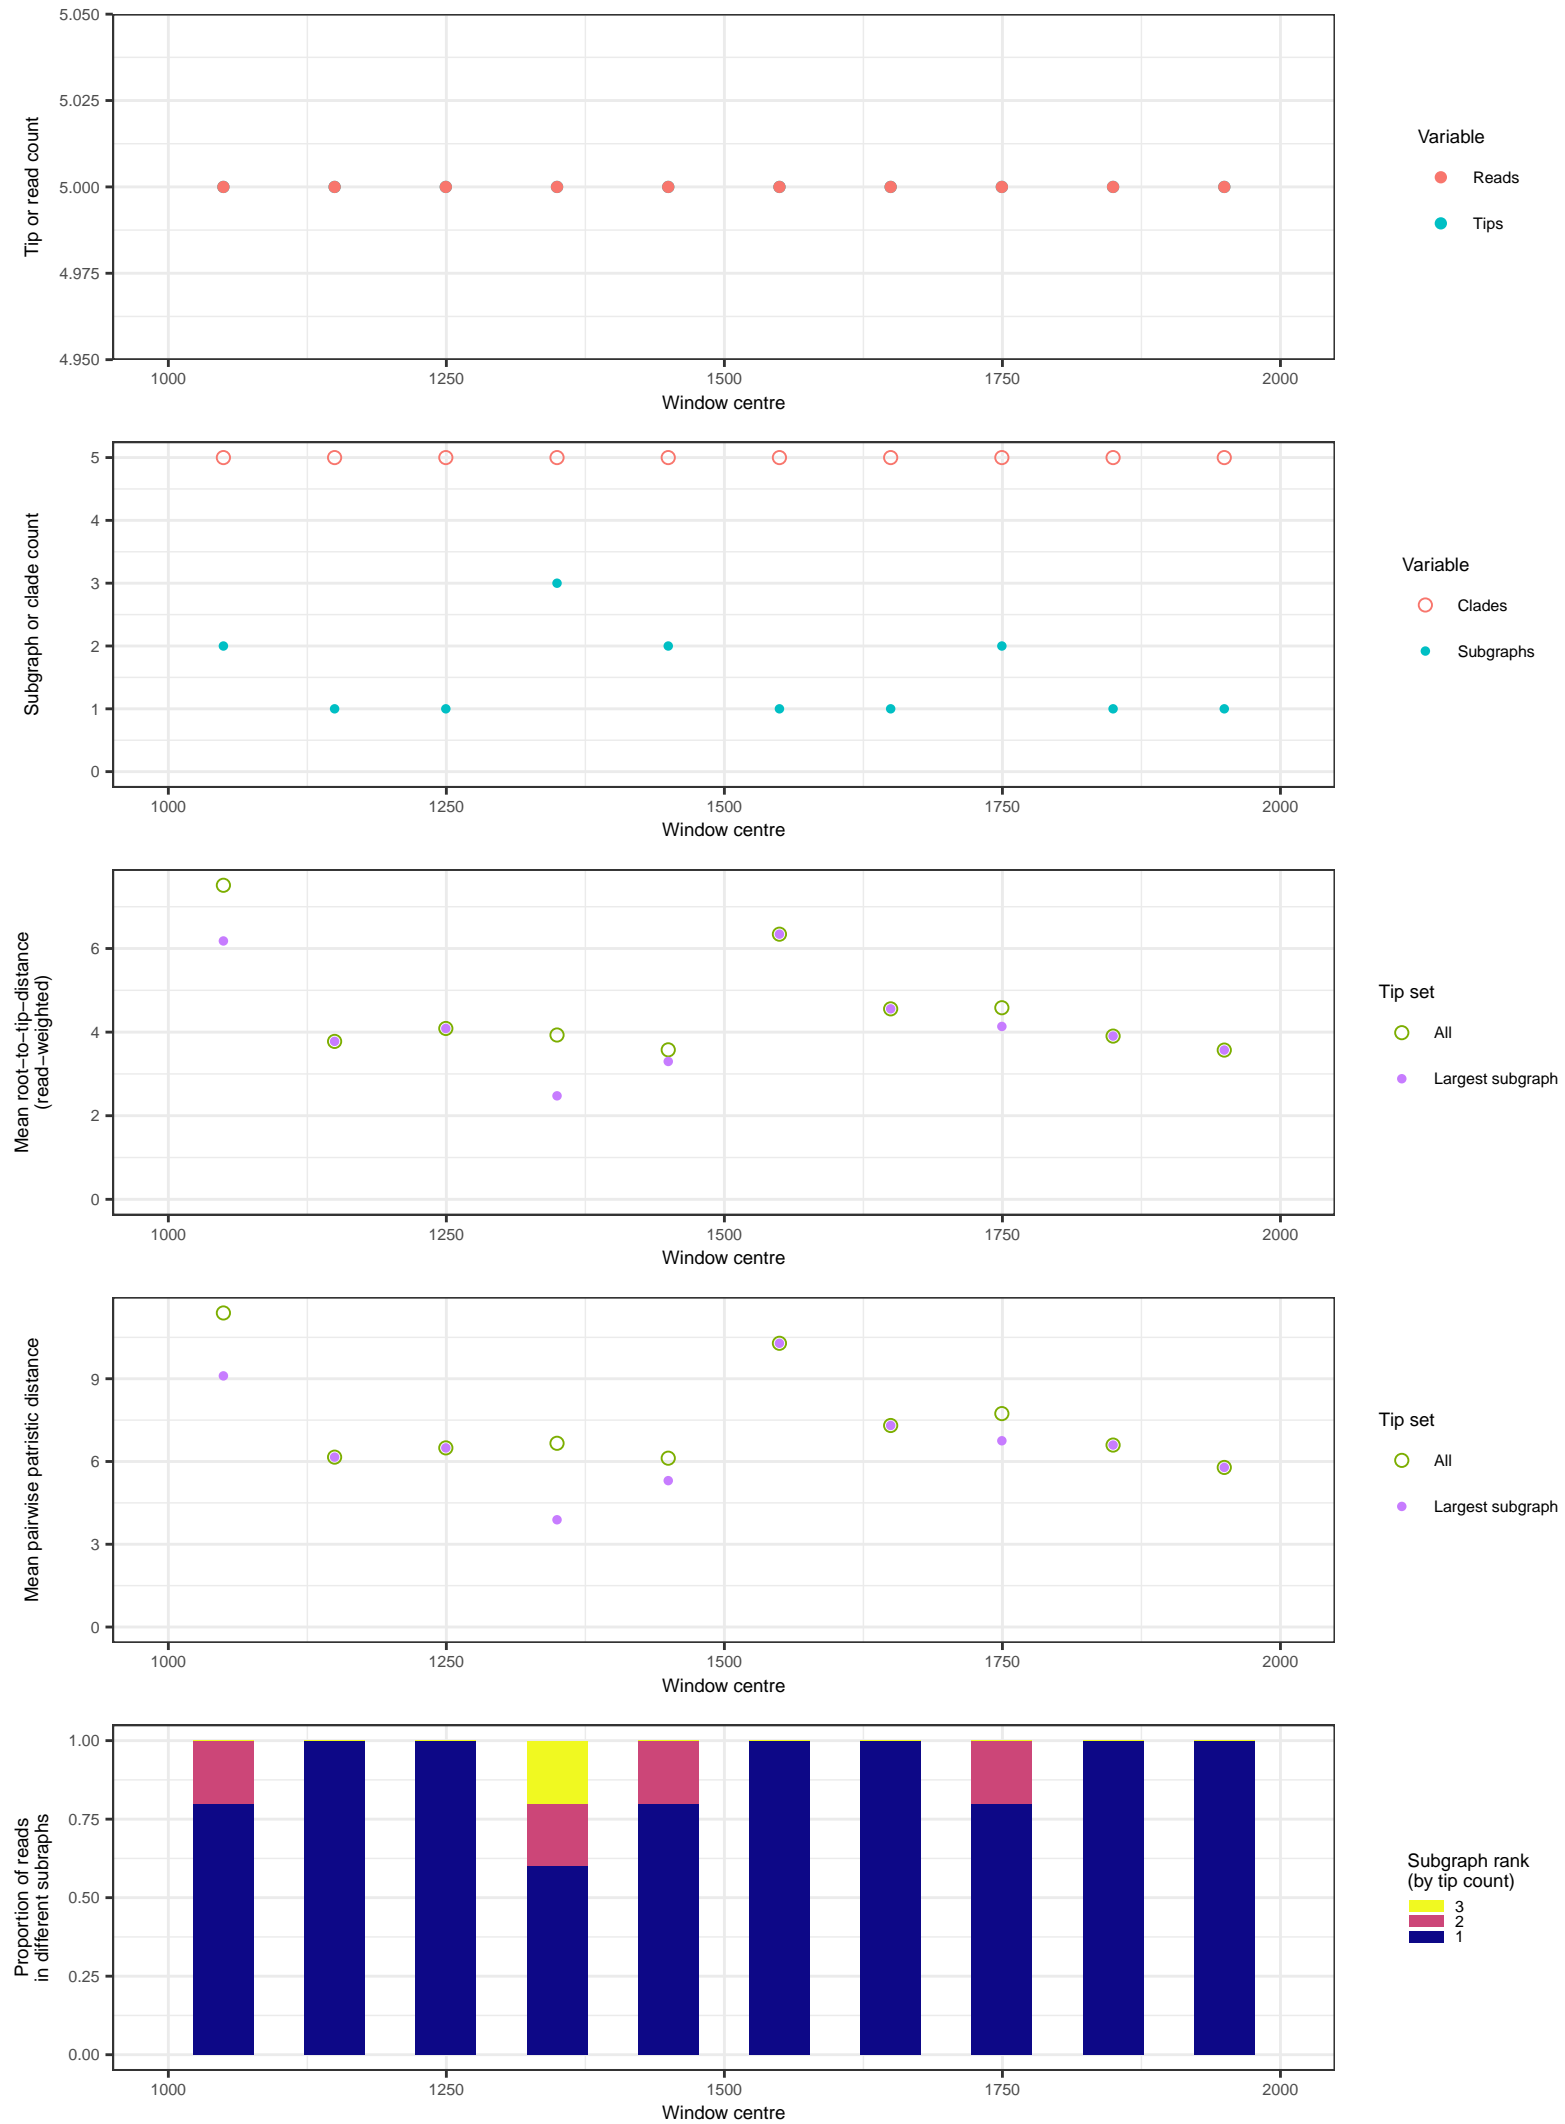 5.050
5.025
5.000
4.975
4.950
Tip or read count
1000 1250 1500 1750 2000
Window centre
Variable
Reads
Tips
5
4
3
2
1
0
Subgraph or clade count
1000 1250 1500 1750 2000
Window centre
Variable
Clades
Subgraphs
6
4
2
0
Mean root−to−tip−distance
(read−weighted)
1000 1250 1500 1750 2000
Window centre
Tip set
All
Largest subgraph
9
6
3
0
Mean pairwise patristic distance
1000 1250 1500 1750 2000
Window centre
Tip set
All
Largest subgraph
1.00
0.75
0.50
0.25
0.00
Proportion of reads
in different subraphs
1000 1250 1500 1750 2000
Window centre
Subgraph rank
(by tip count)
3
2
1